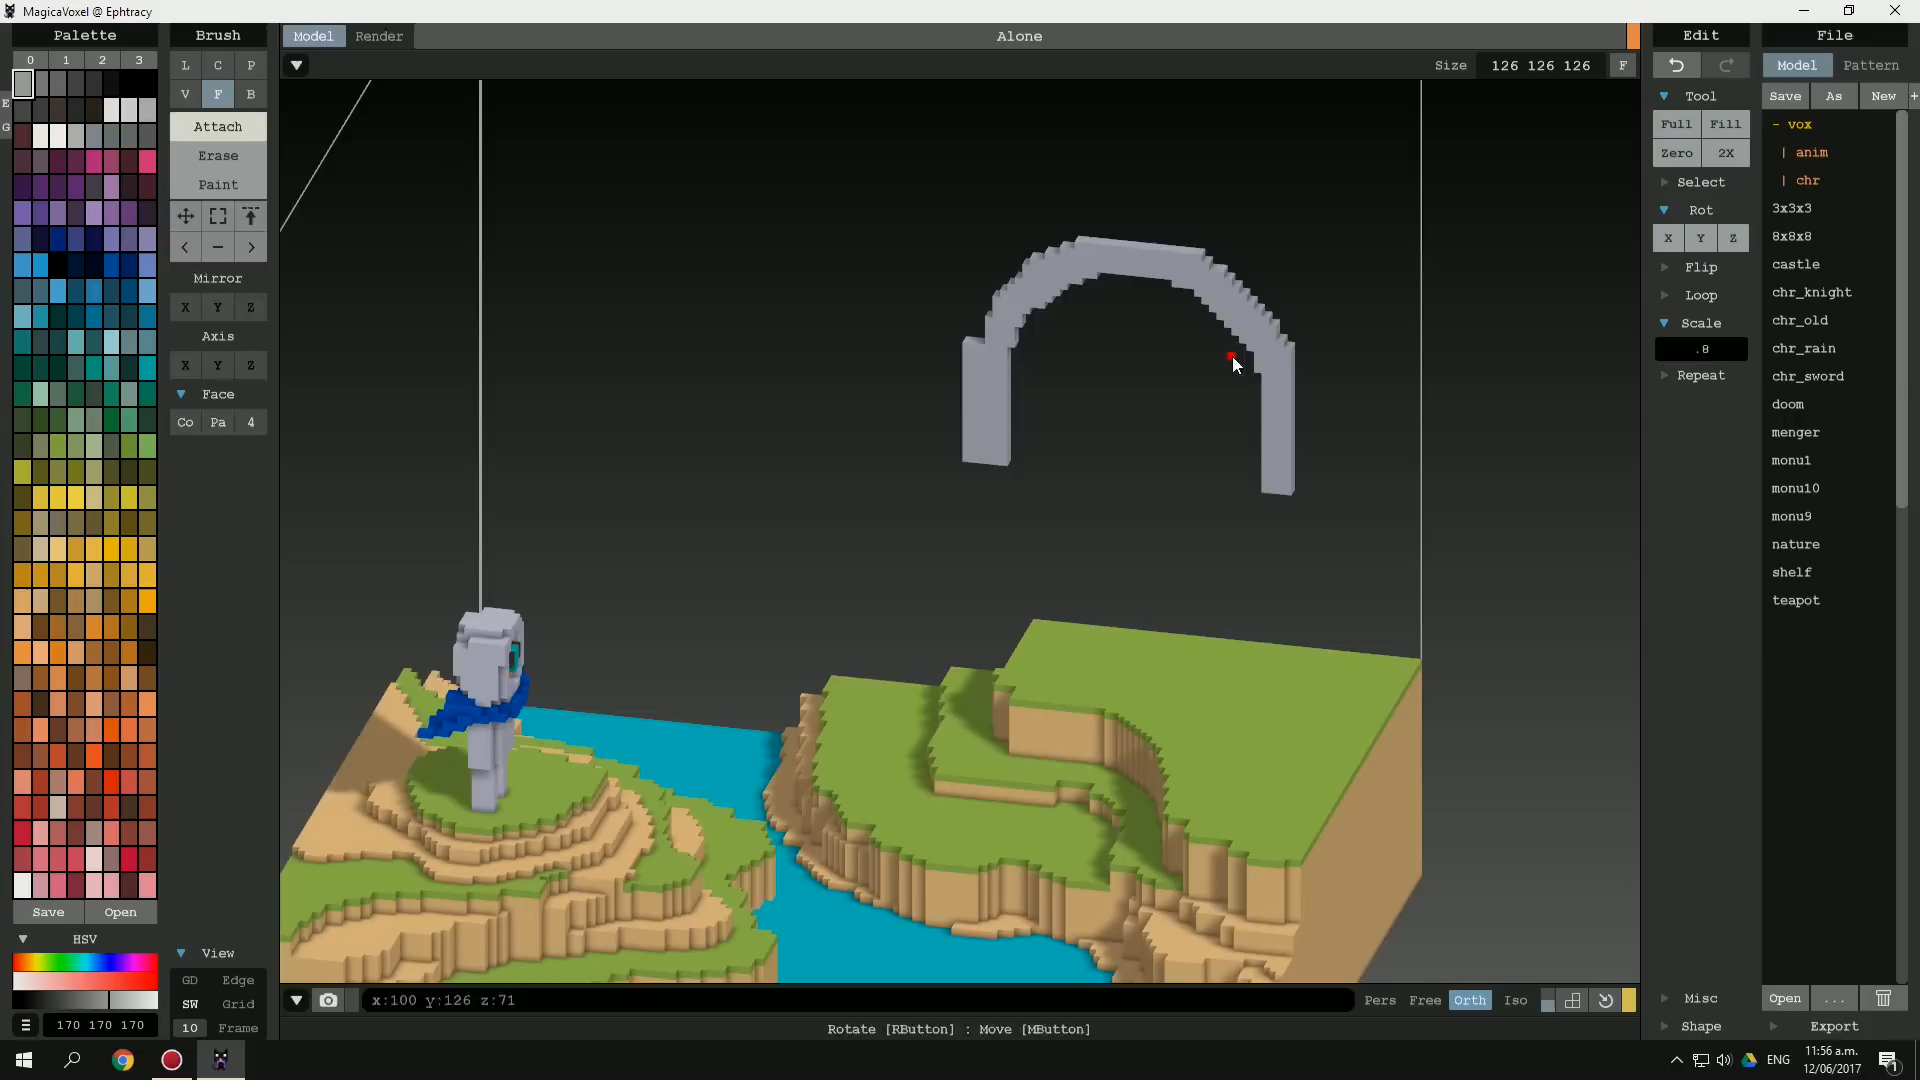 MagicaVoxel @ Ephtracy
Palette
Brush
Model Render
Alone
Edit
File
0 1 2 3
L C P
Size 126 126 126 F
Model Pattern
V F B
Tool
Save As New +
E
G
Attach
Full Fill
- vox
Erase
Zero 2X
| anim
Paint
Select
| chr
Rot
3x3x3
< - >
X Y Z
8x8x8
Mirror
Flip
castle
X Y Z
Loop
chr_knight
Axis
Scale
chr_old
X Y Z
.8
chr_rain
Face
Repeat
chr_sword
Co Pa 4
doom
menger
monu1
monu10
monu9
nature
shelf
teapot
Save Open
HSV
View
GD Edge
SW Grid
170 170 170
10 Frame
x:100 y:126 z:71
Pers Free Orth Iso
Misc
Open ...
Rotate [RButton] : Move [MButton]
Shape
Export
ENG
11:56 a.m.
12/06/2017
1